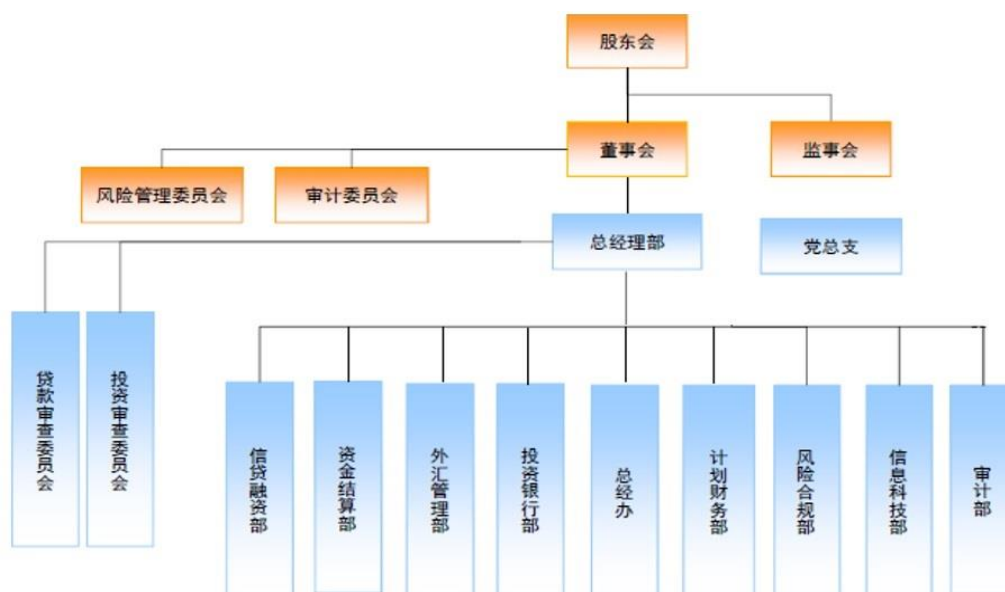 股东会
董事会
监事会
风险管理委员会
审计委员会
总经理部
党总支
贷款审查委员会
投资审查委员会
信贷融资部
资金结算部
外汇管理部
投资银行部
总经办
计划财务部
风险合规部
信息科技部
审计部